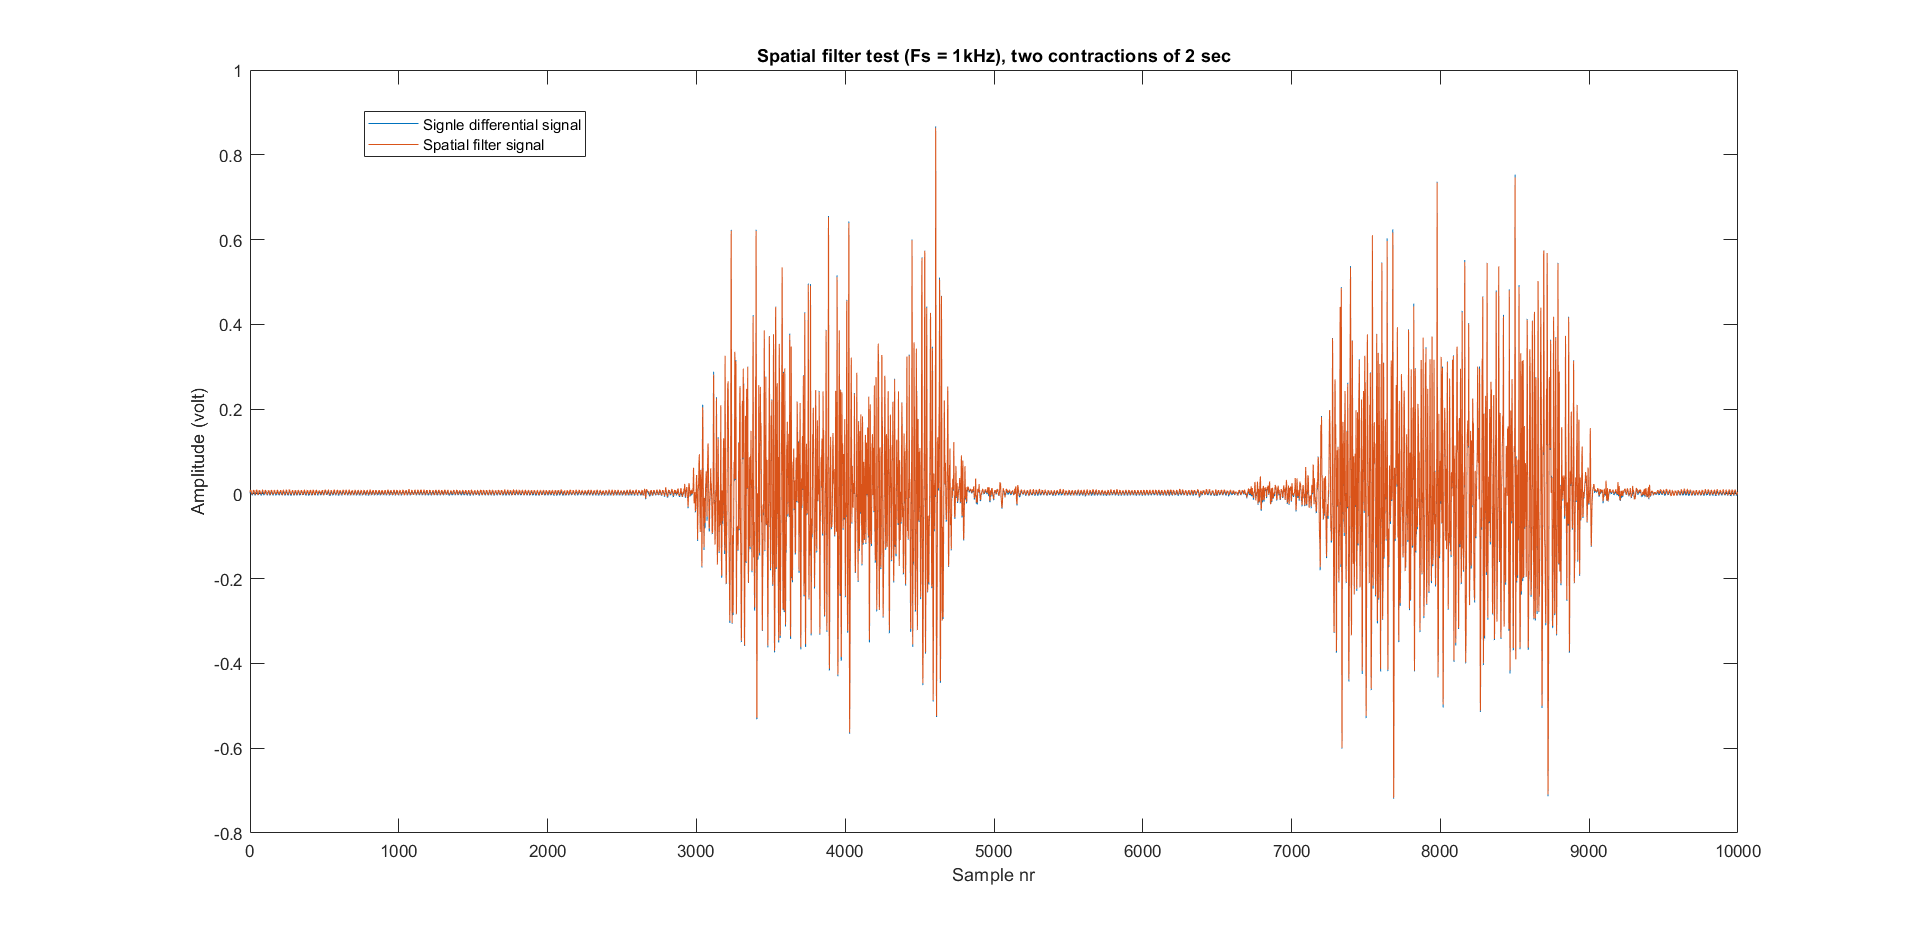 Spatial filter test (Fs = 1kHz), two contractions of 2 sec
Signle differential signal
Spatial filter signal
1
0.8
0.6
0.4
0.2
0
-0.2
-0.4
-0.6
-0.8
Amplitude (volt)
0 1000 2000 3000 4000 5000 6000 7000 8000 9000 10000
Sample nr